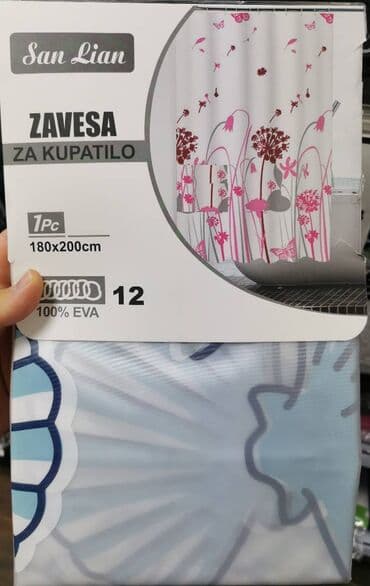 San Lian
ZAVESA
ZA KUPATILO
1Pc
180x200cm
12
100% EVA